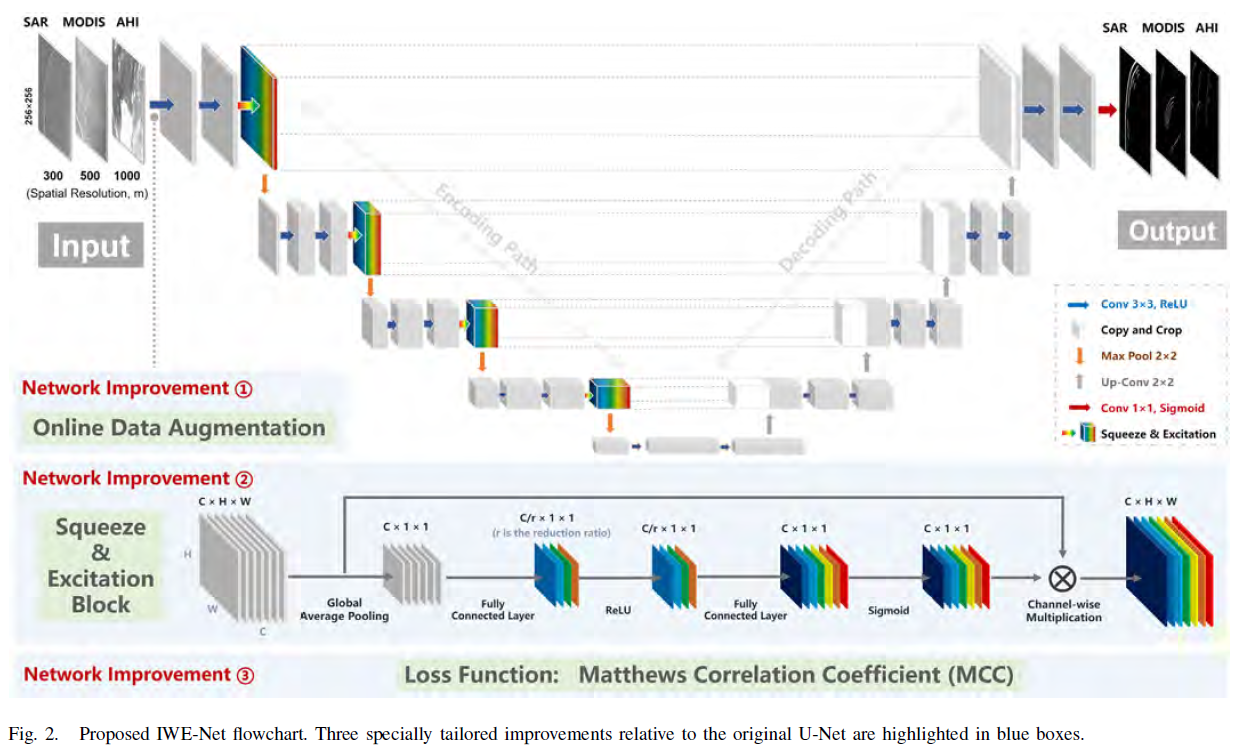 SAR MODIS AHI
256×256
300 500 1000
(Spatial Resolution, m)
Input
Encoding Path
Decoding Path
SAR MODIS AHI
Output
Conv 3×3, ReLU
Copy and Crop
Max Pool 2×2
Up-Conv 2×2
Conv 1×1, Sigmoid
Squeeze & Excitation
Network Improvement ①
Online Data Augmentation
Network Improvement ②
Squeeze
&
Excitation
Block
C × H × W
H
W
C
Global
Average Pooling
C × 1 × 1
Fully
Connected Layer
C/r × 1 × 1
(r is the reduction ratio)
ReLU
C/r × 1 × 1
Fully
Connected Layer
C × 1 × 1
Sigmoid
C × 1 × 1
Channel-wise
Multiplication
C × H × W
Network Improvement ③
Loss Function: Matthews Correlation Coefficient (MCC)
Fig. 2. Proposed IWE-Net flowchart. Three specially tailored improvements relative to the original U-Net are highlighted in blue boxes.